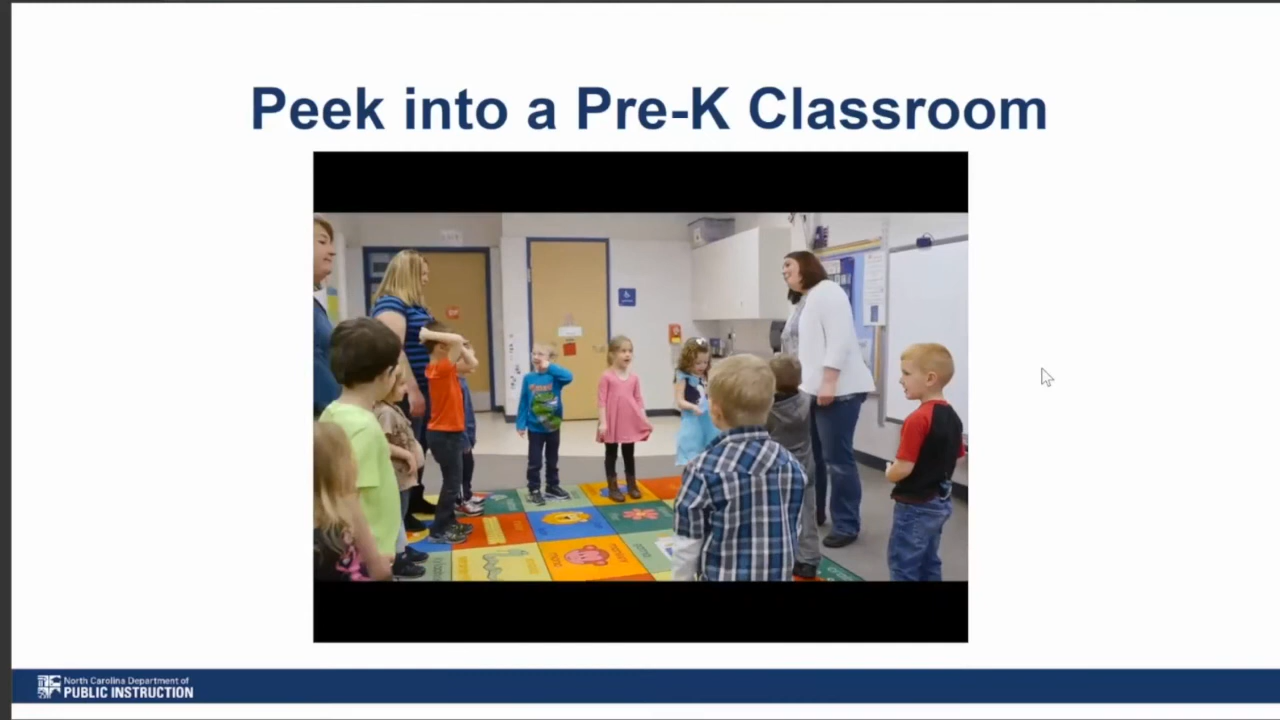 Peek into a Pre-K Classroom
North Carolina Department of
PUBLIC INSTRUCTION